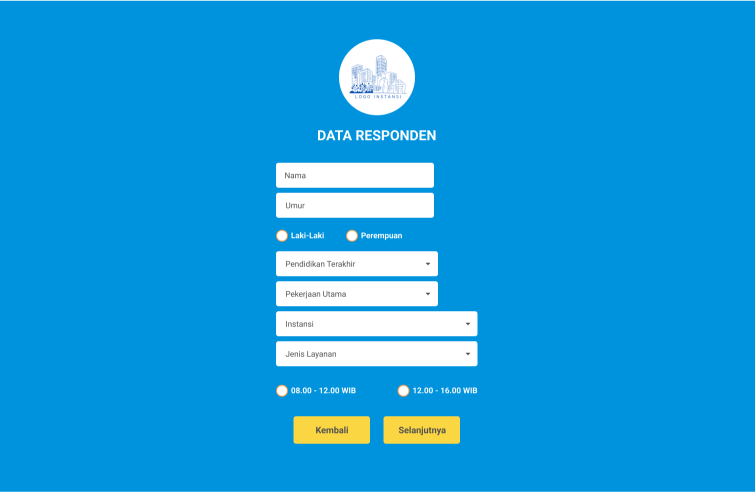 LOGO INSTANSI
DATA RESPONDEN
Nama
Umur
Laki-Laki Perempuan
Pendidikan Terakhir
Pekerjaan Utama
Instansi
Jenis Layanan
08.00 - 12.00 WIB 12.00 - 16.00 WIB
Kembali Selanjutnya